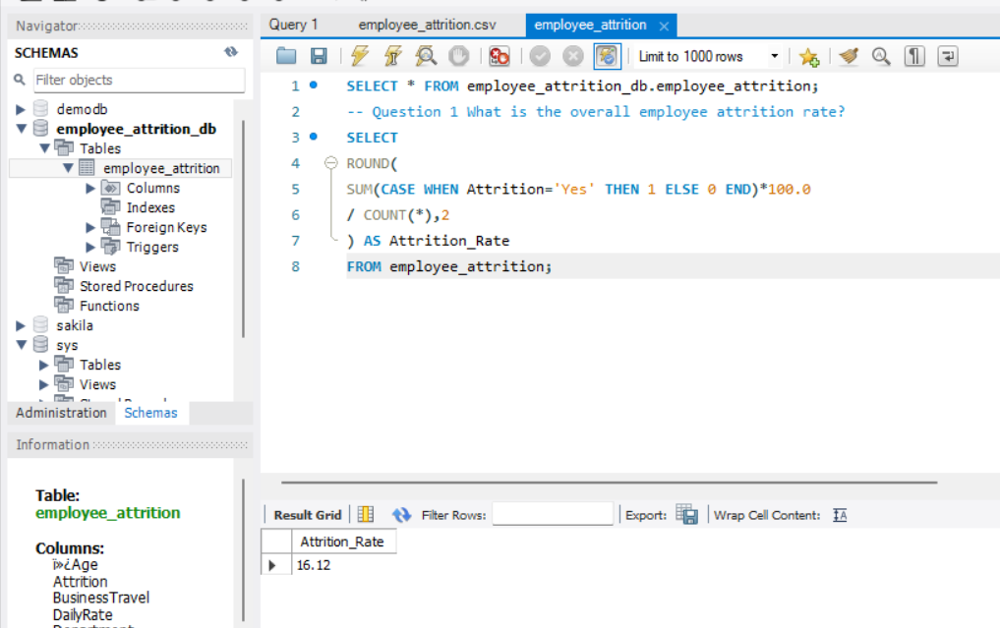 Navigator
SCHEMAS
Filter objects
demodb
employee_attrition_db
Tables
employee_attrition
Columns
Indexes
Foreign Keys
Triggers
Views
Stored Procedures
Functions
sakila
sys
Tables
Views
Administration
Schemas
Information
Table:
employee_attrition
Columns:
ï»¿Age
Attrition
BusinessTravel
DailyRate
Query 1
employee_attrition.csv
employee_attrition
Limit to 1000 rows
1 SELECT * FROM employee_attrition_db.employee_attrition;
2 -- Question 1 What is the overall employee attrition rate?
3 SELECT
4 ROUND(
5 SUM(CASE WHEN Attrition='Yes' THEN 1 ELSE 0 END)*100.0
6 / COUNT(*),2
7 ) AS Attrition_Rate
8 FROM employee_attrition;
Result Grid
Filter Rows:
Export:
Wrap Cell Content:
Attrition_Rate
16.12